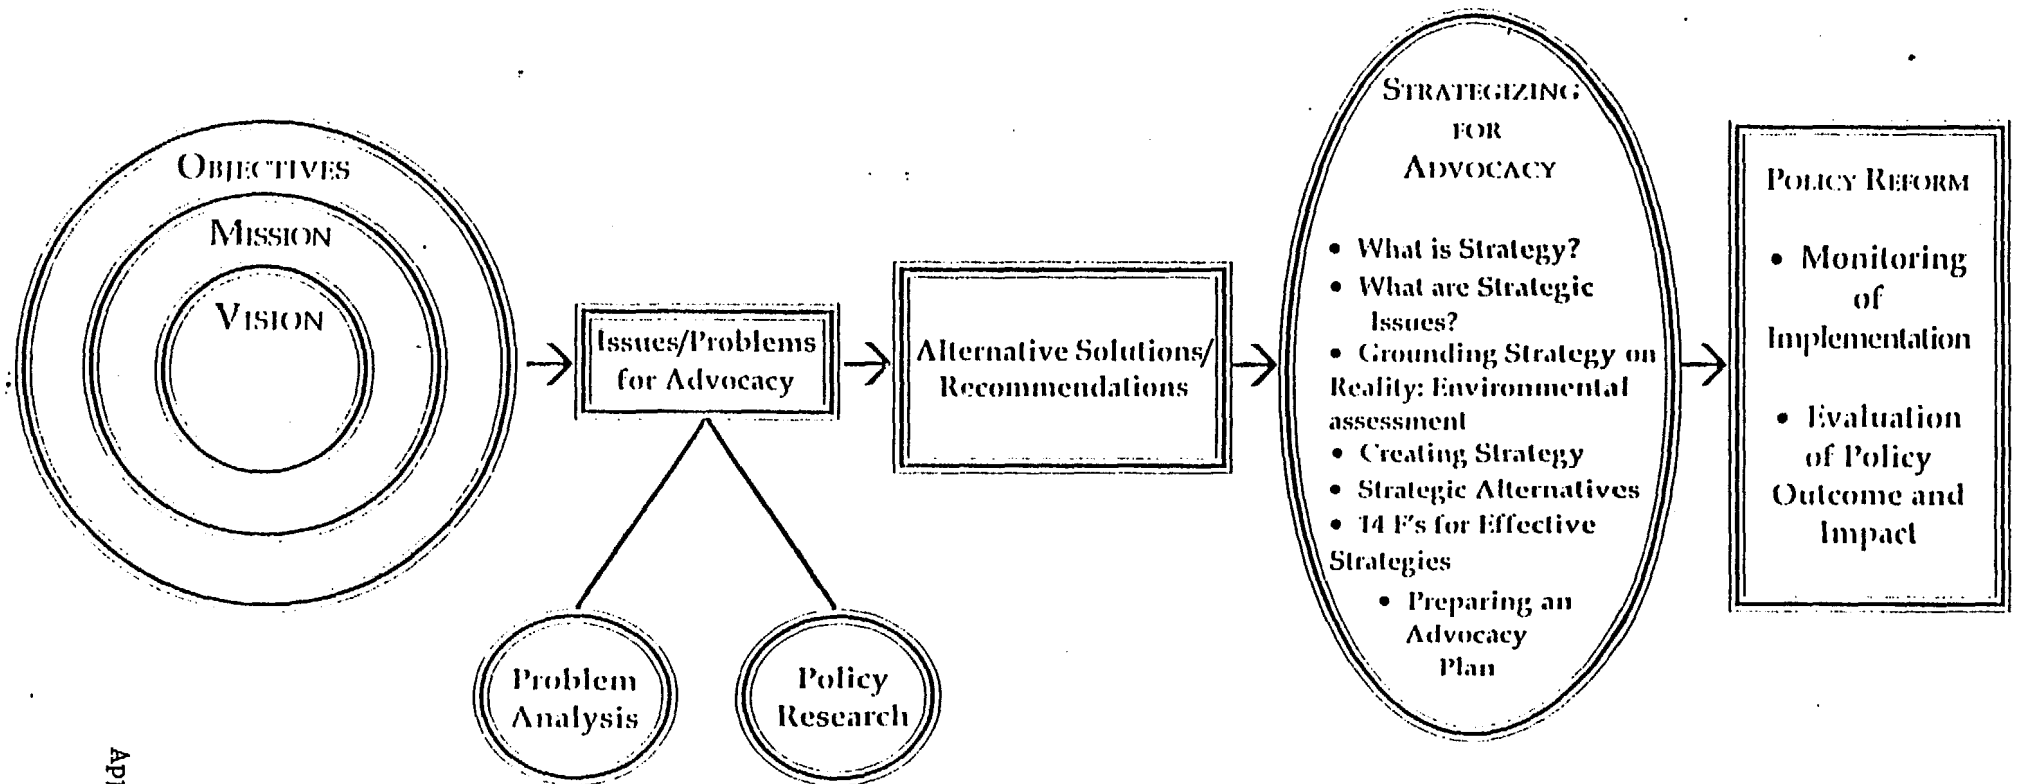 OBJECTIVES
MISSION
VISION
Issues/Problems
for Advocacy
Problem
Analysis
Policy
Research
Alternative Solutions/
Recommendations
STRATEGIZING
FOR
ADVOCACY
• What is Strategy?
• What are Strategic
Issues?
• Grounding Strategy on
Reality: Environmental
assessment
• Creating Strategy
• Strategic Alternatives
• 14 F's for Effective
Strategies
• Preparing an
Advocacy
Plan
POLICY REFORM
• Monitoring
of
Implementation
• Evaluation
of Policy
Outcome and
Impact